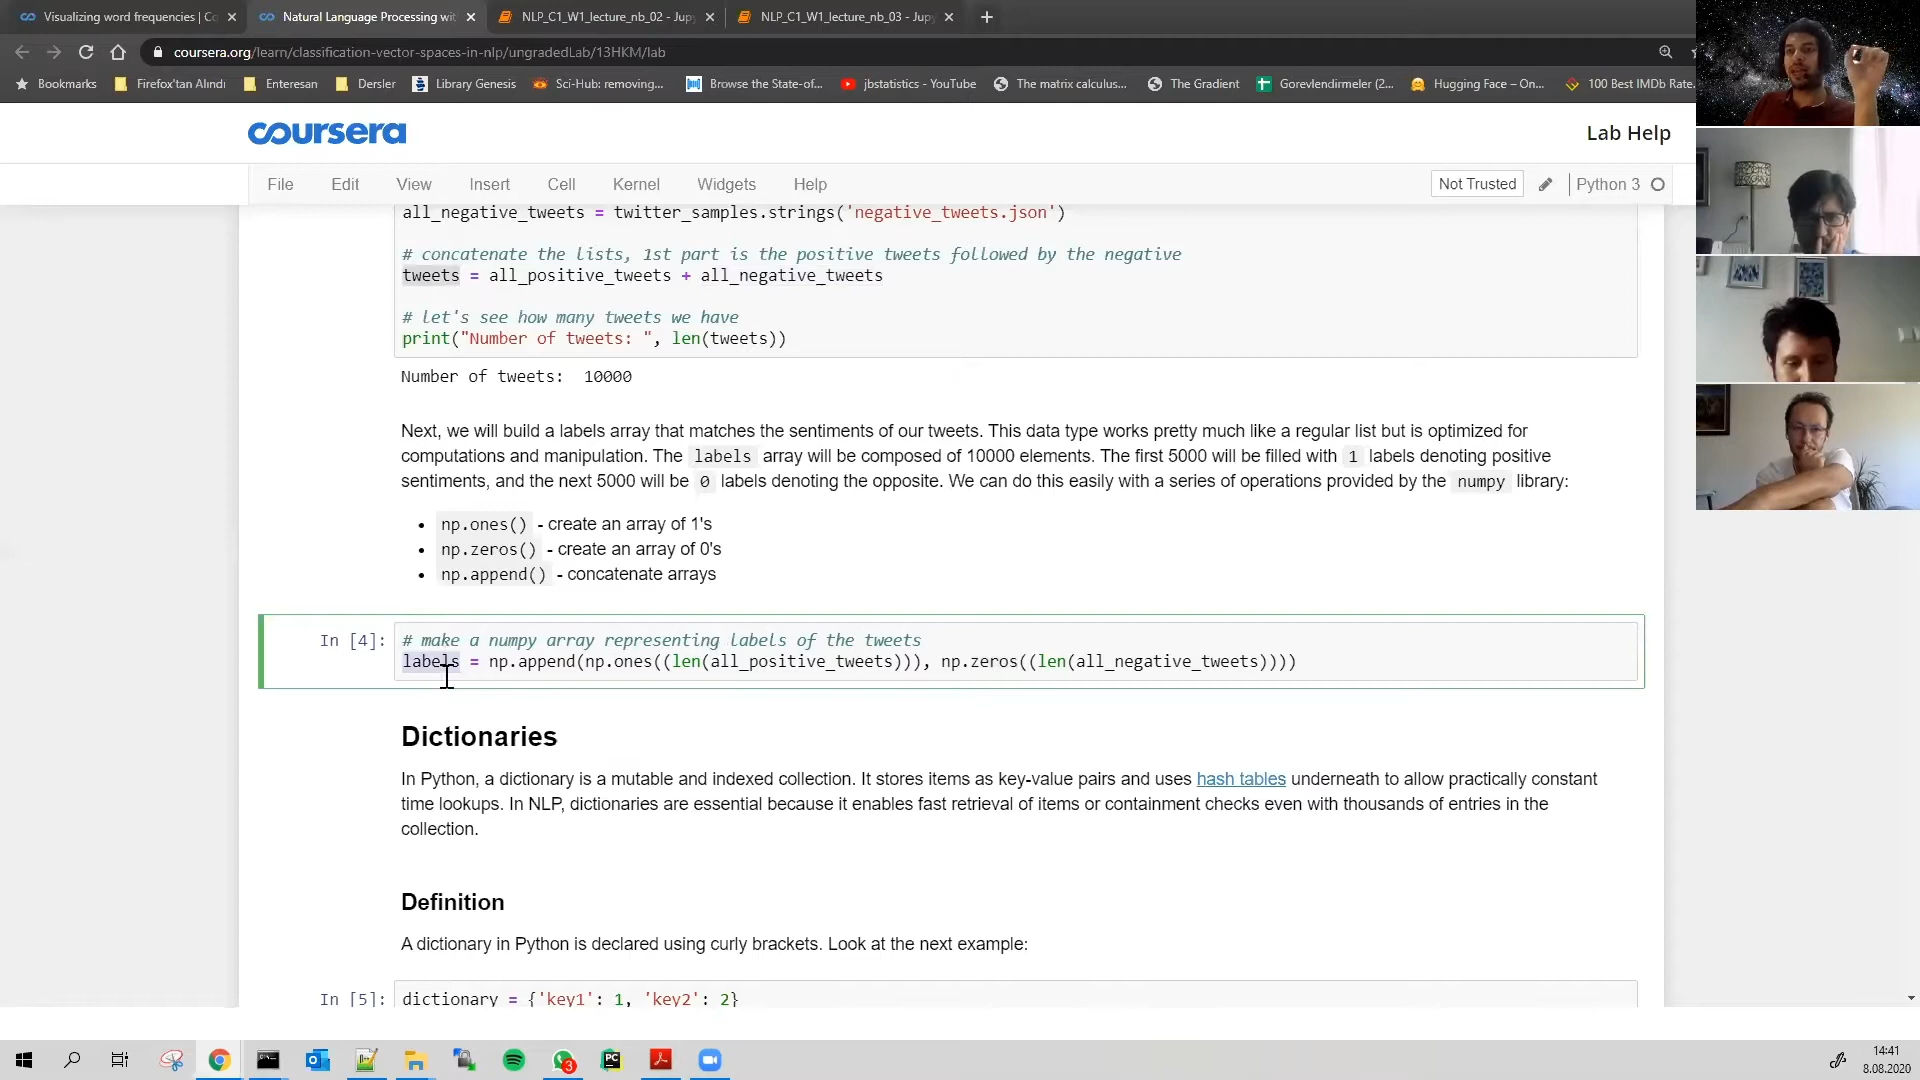 Visualizing word frequencies | Co
Natural Language Processing wit
NLP_C1_W1_lecture_nb_02 - Jupy
NLP_C1_W1_lecture_nb_03 - Jupy
coursera.org/learn/classification-vector-spaces-in-nlp/ungradedLab/13HKM/lab
Bookmarks
Firefox'tan Alındı
Enteresan
Dersler
Library Genesis
Sci-Hub: removing...
Browse the State-of...
jbstatistics - YouTube
The matrix calculus...
The Gradient
Gorevlendirmeler (2...
Hugging Face – On...
100 Best IMDb Rate.
coursera
Lab Help
File Edit View Insert Cell Kernel Widgets Help
Not Trusted
Python 3
all_negative_tweets = twitter_samples.strings('negative_tweets.json')
# concatenate the lists, 1st part is the positive tweets followed by the negative
tweets = all_positive_tweets + all_negative_tweets
# let's see how many tweets we have
print("Number of tweets: ", len(tweets))
Number of tweets:  10000
Next, we will build a labels array that matches the sentiments of our tweets. This data type works pretty much like a regular list but is optimized for
computations and manipulation. The labels array will be composed of 10000 elements. The first 5000 will be filled with 1 labels denoting positive
sentiments, and the next 5000 will be 0 labels denoting the opposite. We can do this easily with a series of operations provided by the numpy library:
• np.ones() - create an array of 1's
• np.zeros() - create an array of 0's
• np.append() - concatenate arrays
In [4]:
# make a numpy array representing labels of the tweets
labels = np.append(np.ones((len(all_positive_tweets))), np.zeros((len(all_negative_tweets))))
Dictionaries
In Python, a dictionary is a mutable and indexed collection. It stores items as key-value pairs and uses hash tables underneath to allow practically constant
time lookups. In NLP, dictionaries are essential because it enables fast retrieval of items or containment checks even with thousands of entries in the
collection.
Definition
A dictionary in Python is declared using curly brackets. Look at the next example:
In [5]: dictionary = {'key1': 1, 'key2': 2}
3
PC
14:41
8.08.2020